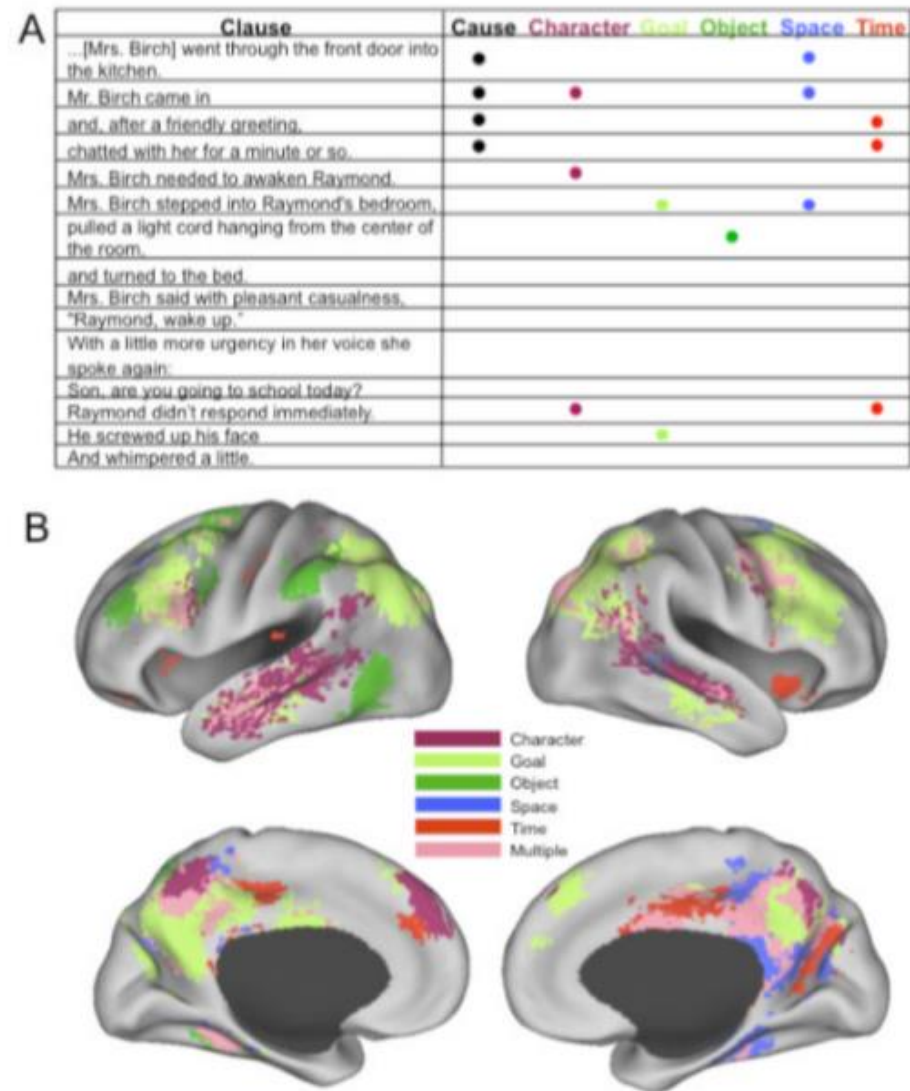 A
Clause Cause Character Goal Object Space Time
...[Mrs. Birch] went through the front door into
the kitchen.
Mr. Birch came in
and, after a friendly greeting,
chatted with her for a minute or so.
Mrs. Birch needed to awaken Raymond.
Mrs. Birch stepped into Raymond's bedroom,
pulled a light cord hanging from the center of
the room,
and turned to the bed.
Mrs. Birch said with pleasant casualness,
"Raymond, wake up."
With a little more urgency in her voice she
spoke again:
Son, are you going to school today?
Raymond didn't respond immediately.
He screwed up his face
And whimpered a little.
B
Character
Goal
Object
Space
Time
Multiple